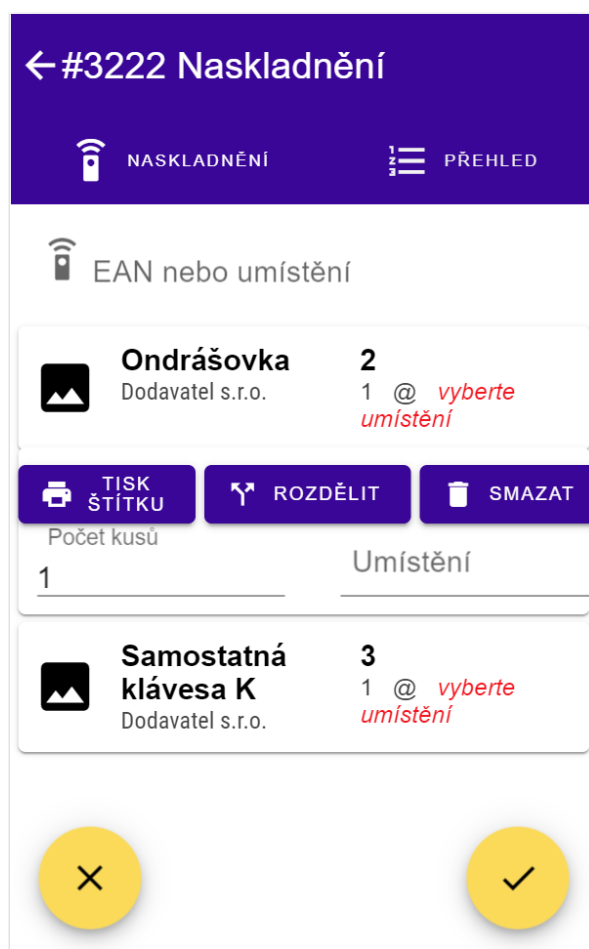 #3222 Naskladnění
NASKLADNĚNÍ
PŘEHLED
EAN nebo umístění
Ondrášovka
Dodavatel s.r.o.
2
1 @ vyberte
umístění
TISK
ŠTÍTKU
ROZDĚLIT
SMAZAT
Počet kusů
1
Umístění
Samostatná
klávesa K
Dodavatel s.r.o.
3
1 @ vyberte
umístění